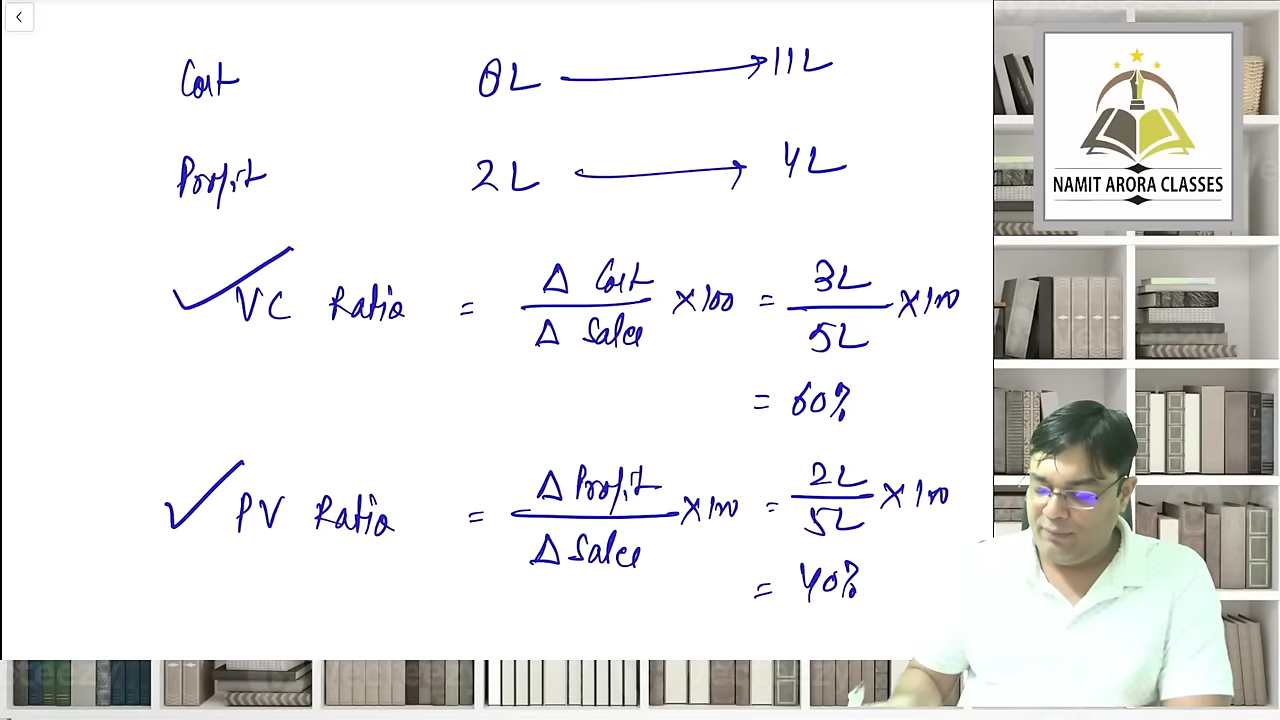 Cost 8L → 11L
Profit 2L → 4L
✓ VC Ratio = Δ Cost / Δ Sales × 100 = 3L / 5L × 100
= 60%
✓ PV Ratio = Δ Profit / Δ Sales × 100 = 2L / 5L × 100
= 40%
NAMIT ARORA CLASSES